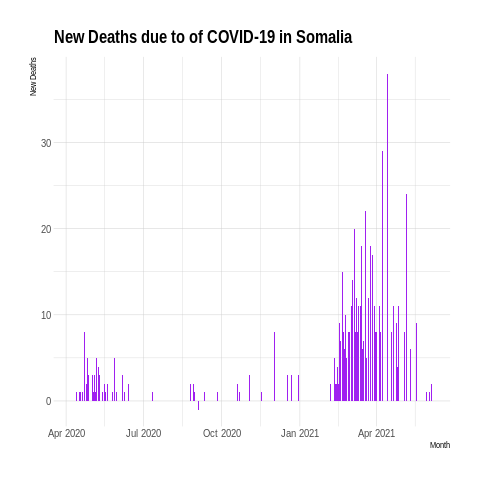 New Deaths due to of COVID-19 in Somalia
New Deaths
30
20
10
0
Apr 2020 Jul 2020 Oct 2020 Jan 2021 Apr 2021
Month